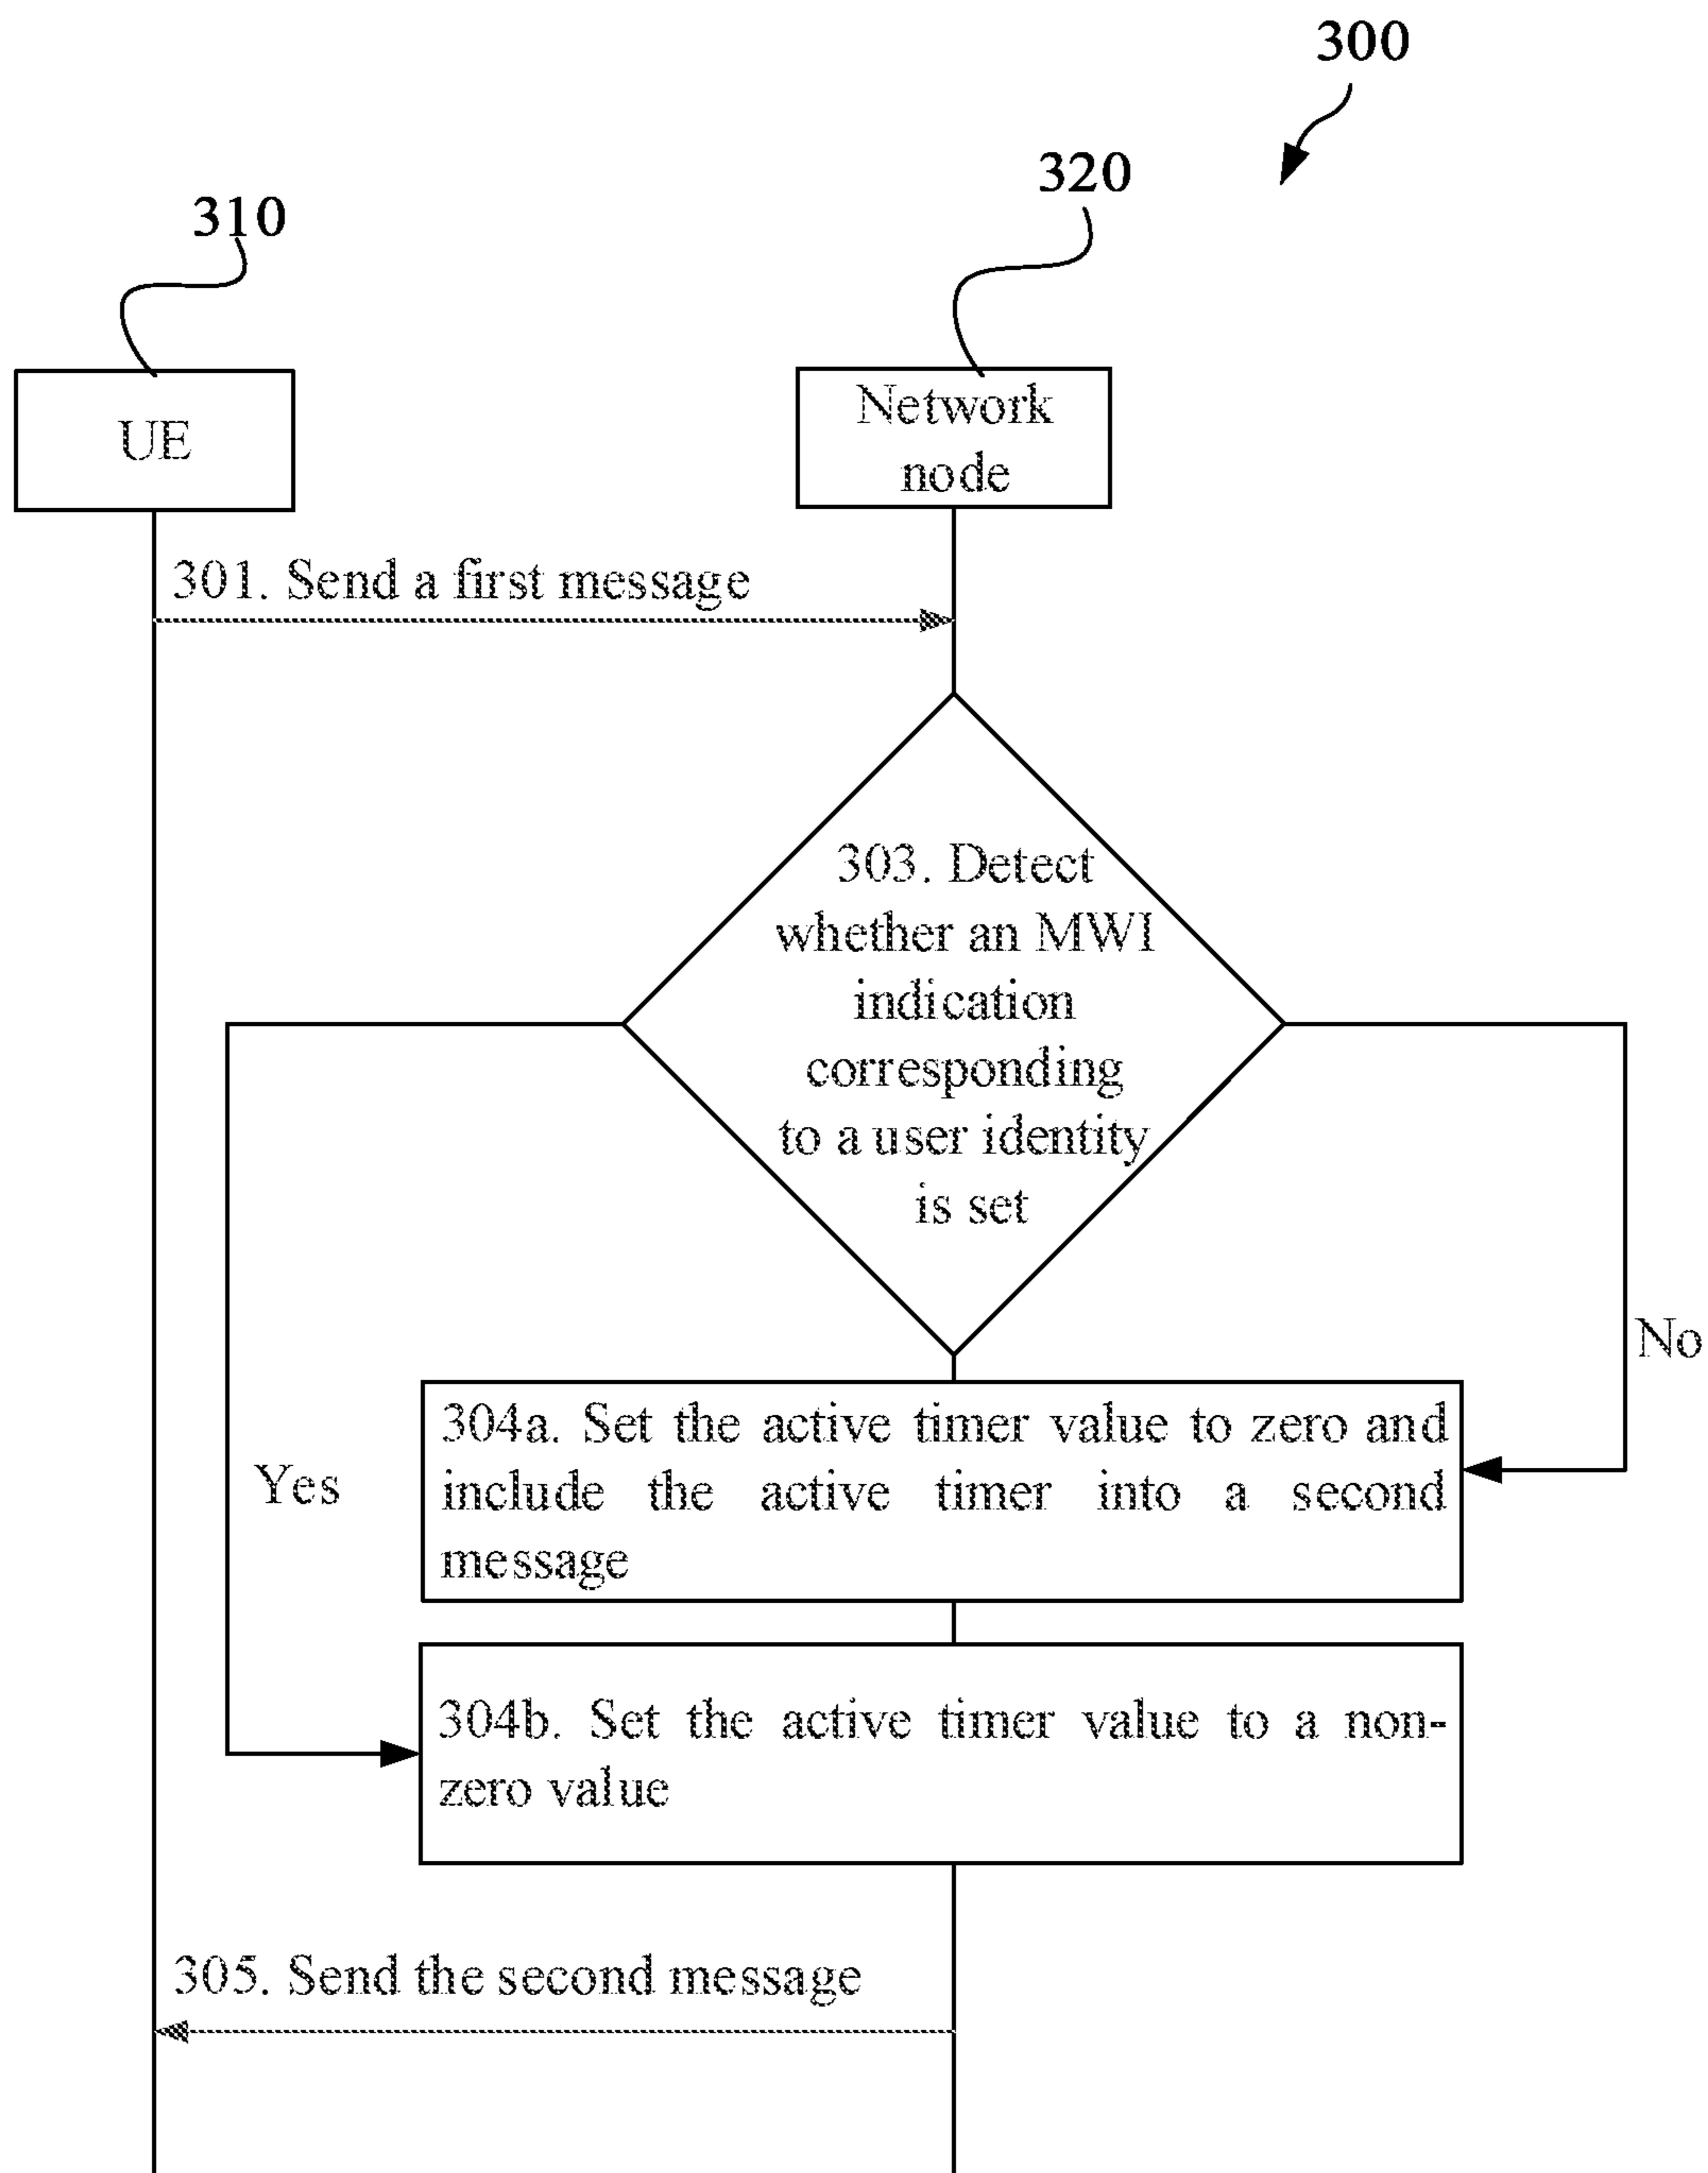 300
320
310
UE
Network
node
301. Send a first message
303. Detect
whether an MWI
indication
corresponding
to a user identity
is set
No
304a. Set the active timer value to zero and
include the active timer into a second
message
Yes
304b. Set the active timer value to a non-
zero value
305. Send the second message